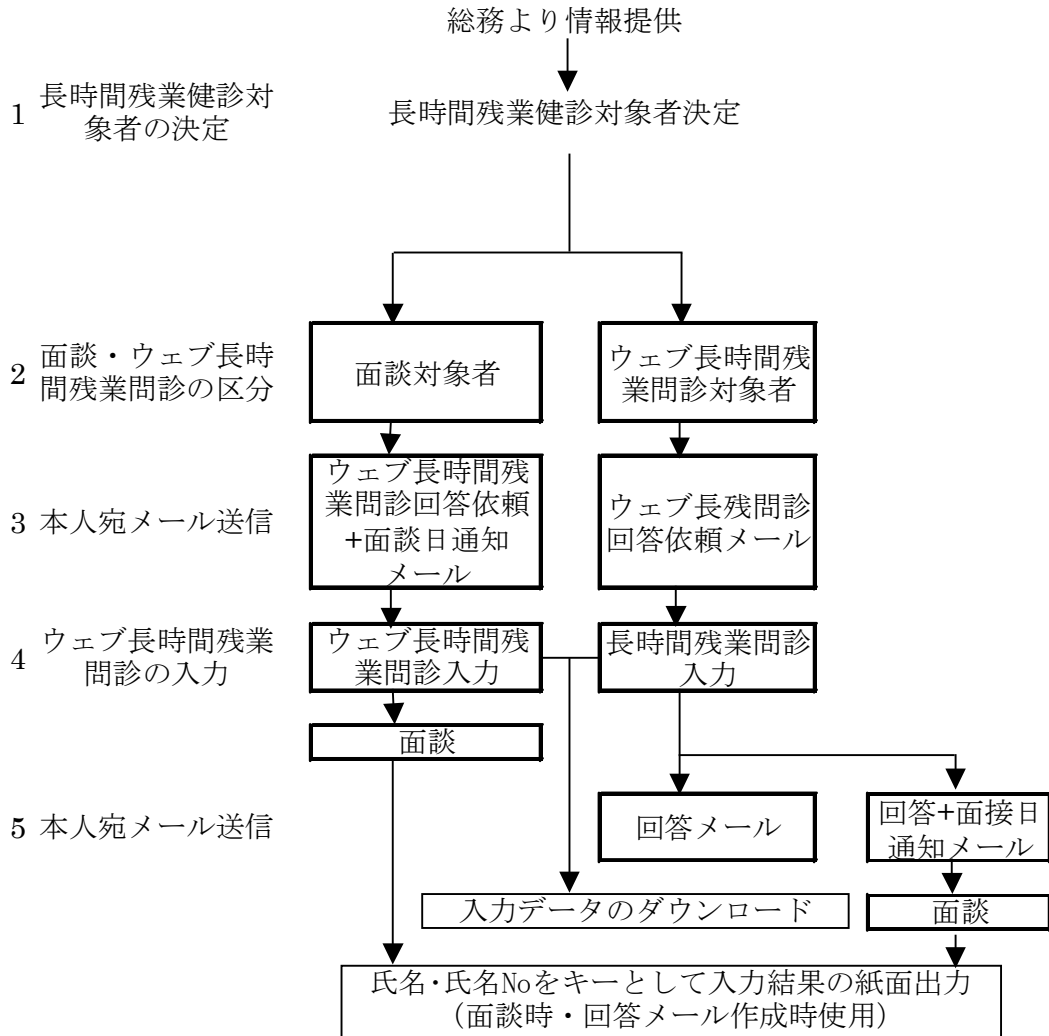 総務より情報提供
1 長時間残業健診対
象者の決定
長時間残業健診対象者決定
2 面談・ウェブ長時
間残業問診の区分
面談対象者
ウェブ長時間残
業問診対象者
3 本人宛メール送信
ウェブ長時間残
業問診回答依頼
+面談日通知
メール
ウェブ長残問診
回答依頼メール
4 ウェブ長時間残業
問診の入力
ウェブ長時間残
業問診入力
長時間残業問診
入力
面談
5 本人宛メール送信
回答メール
回答+面接日
通知メール
入力データのダウンロード
面談
氏名・氏名Noをキーとして入力結果の紙面出力
（面談時・回答メール作成時使用）